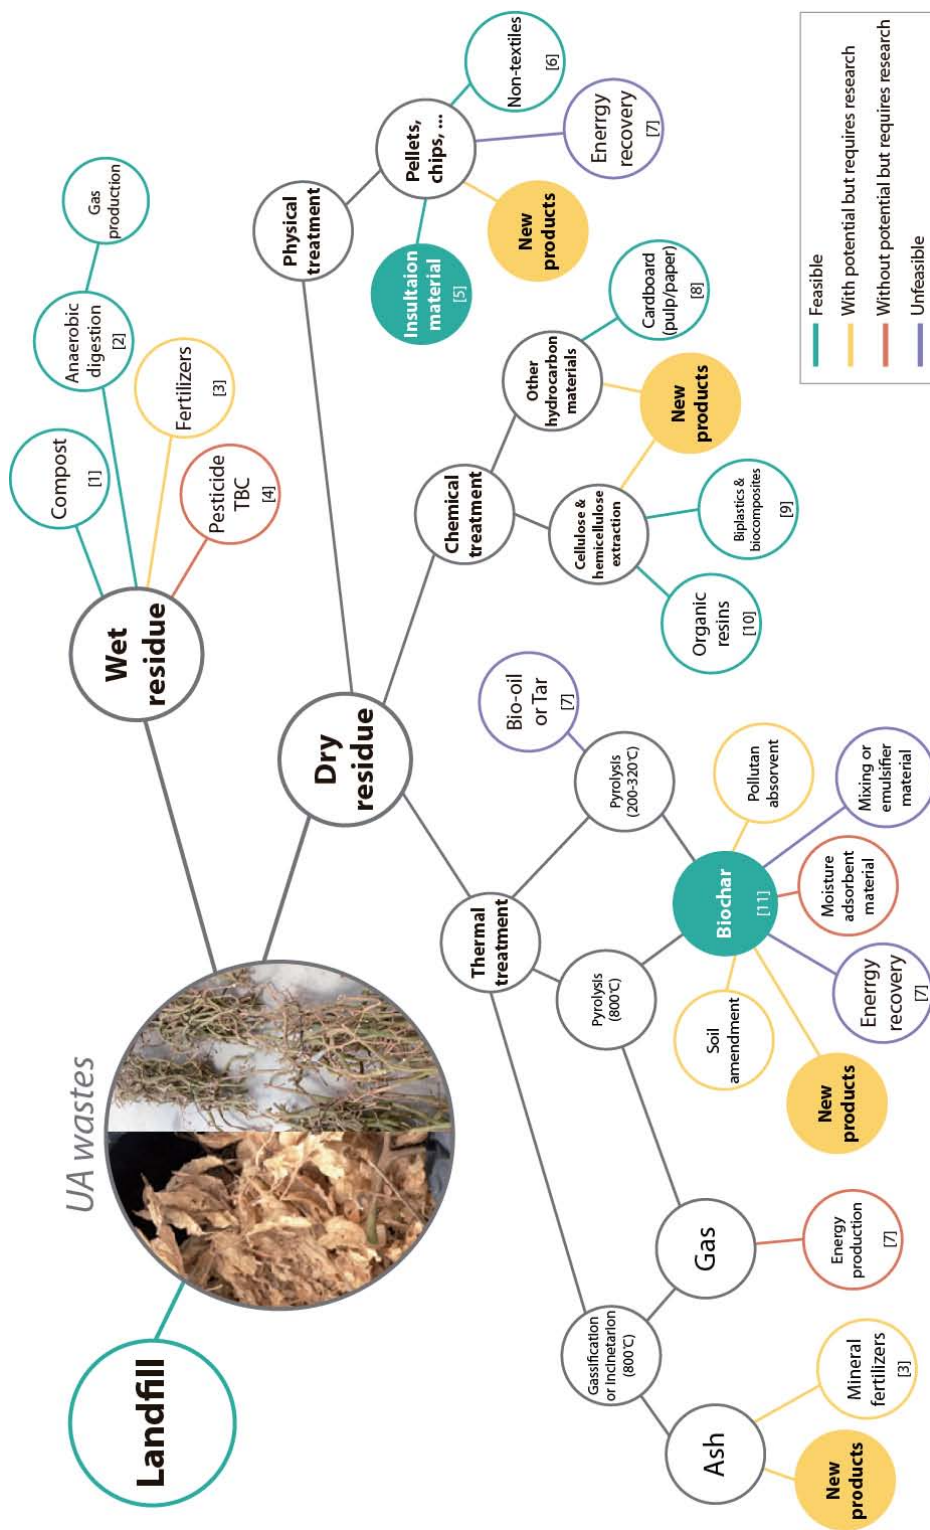 UA wastes
Landfill
Wet
residue
Compost
[1]
Anaerobic
digestion
[2]
Gas
production
Fertilizers
[3]
Pesticide
TBC
[4]
Dry
residue
Physical
treatment
Pellets,
chips, ...
Non-textiles
[6]
Enerrgy
recovery
[7]
New
products
Insultaion
material
[5]
Chemical
treatment
Other
hydrocarbon
materials
Cardboard
(pulp/paper)
[8]
New
products
Cellulose &
hemicellulose
extraction
Biplastics &
biocomposites
[9]
Organic
resins
[10]
Thermal
treatment
Pyrolysis
(200-320°C)
Bio-oil
or Tar
[7]
Pyrolysis
(800°C)
Biochar
[11]
Pollutan
absorvent
Mixing or
emulsifier
material
Moisture
adsorbent
material
Enerrgy
recovery
[7]
New
products
Soil
amendment
Gassification
or Incinetarion
(800°C)
Gas
Energy
production
[7]
Ash
Mineral
fertilizers
[3]
New
products
Feasible
With potential but requires research
Without potential but requires research
Unfeasible